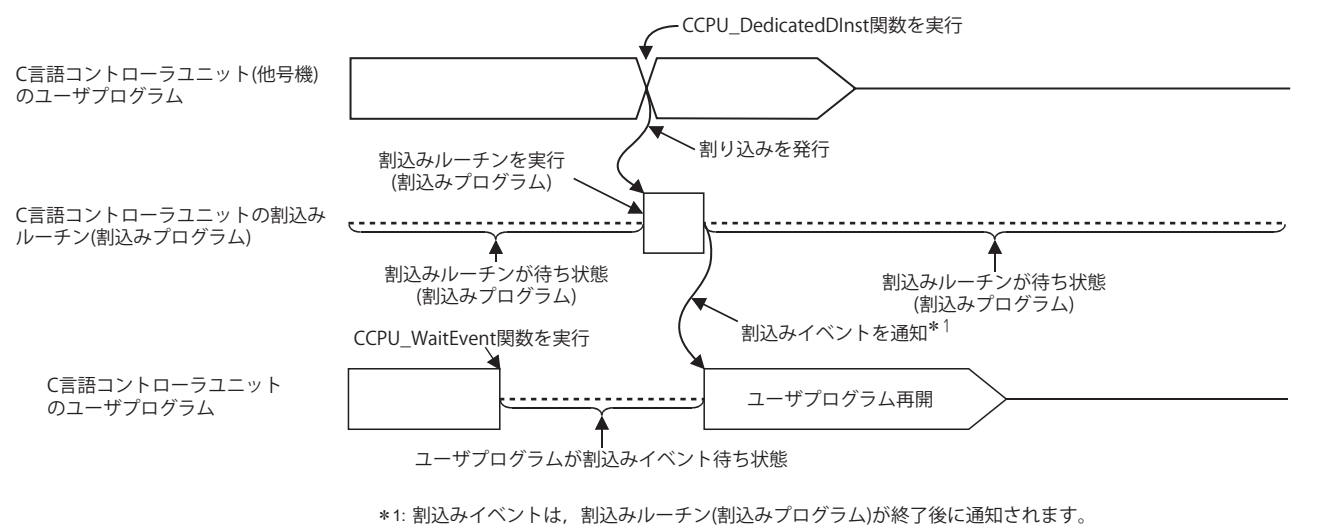 CCPU_DedicatedDInst関数を実行
C言語コントローラユニット(他号機)
のユーザプログラム
割り込みを発行
割込みルーチンを実行
(割込みプログラム)
C言語コントローラユニットの割込み
ルーチン(割込みプログラム)
割込みルーチンが待ち状態
(割込みプログラム)
割込みルーチンが待ち状態
(割込みプログラム)
割込みイベントを通知*1
CCPU_WaitEvent関数を実行
C言語コントローラユニット
のユーザプログラム
ユーザプログラム再開
ユーザプログラムが割込みイベント待ち状態
*1: 割込みイベントは，割込みルーチン(割込みプログラム)が終了後に通知されます。